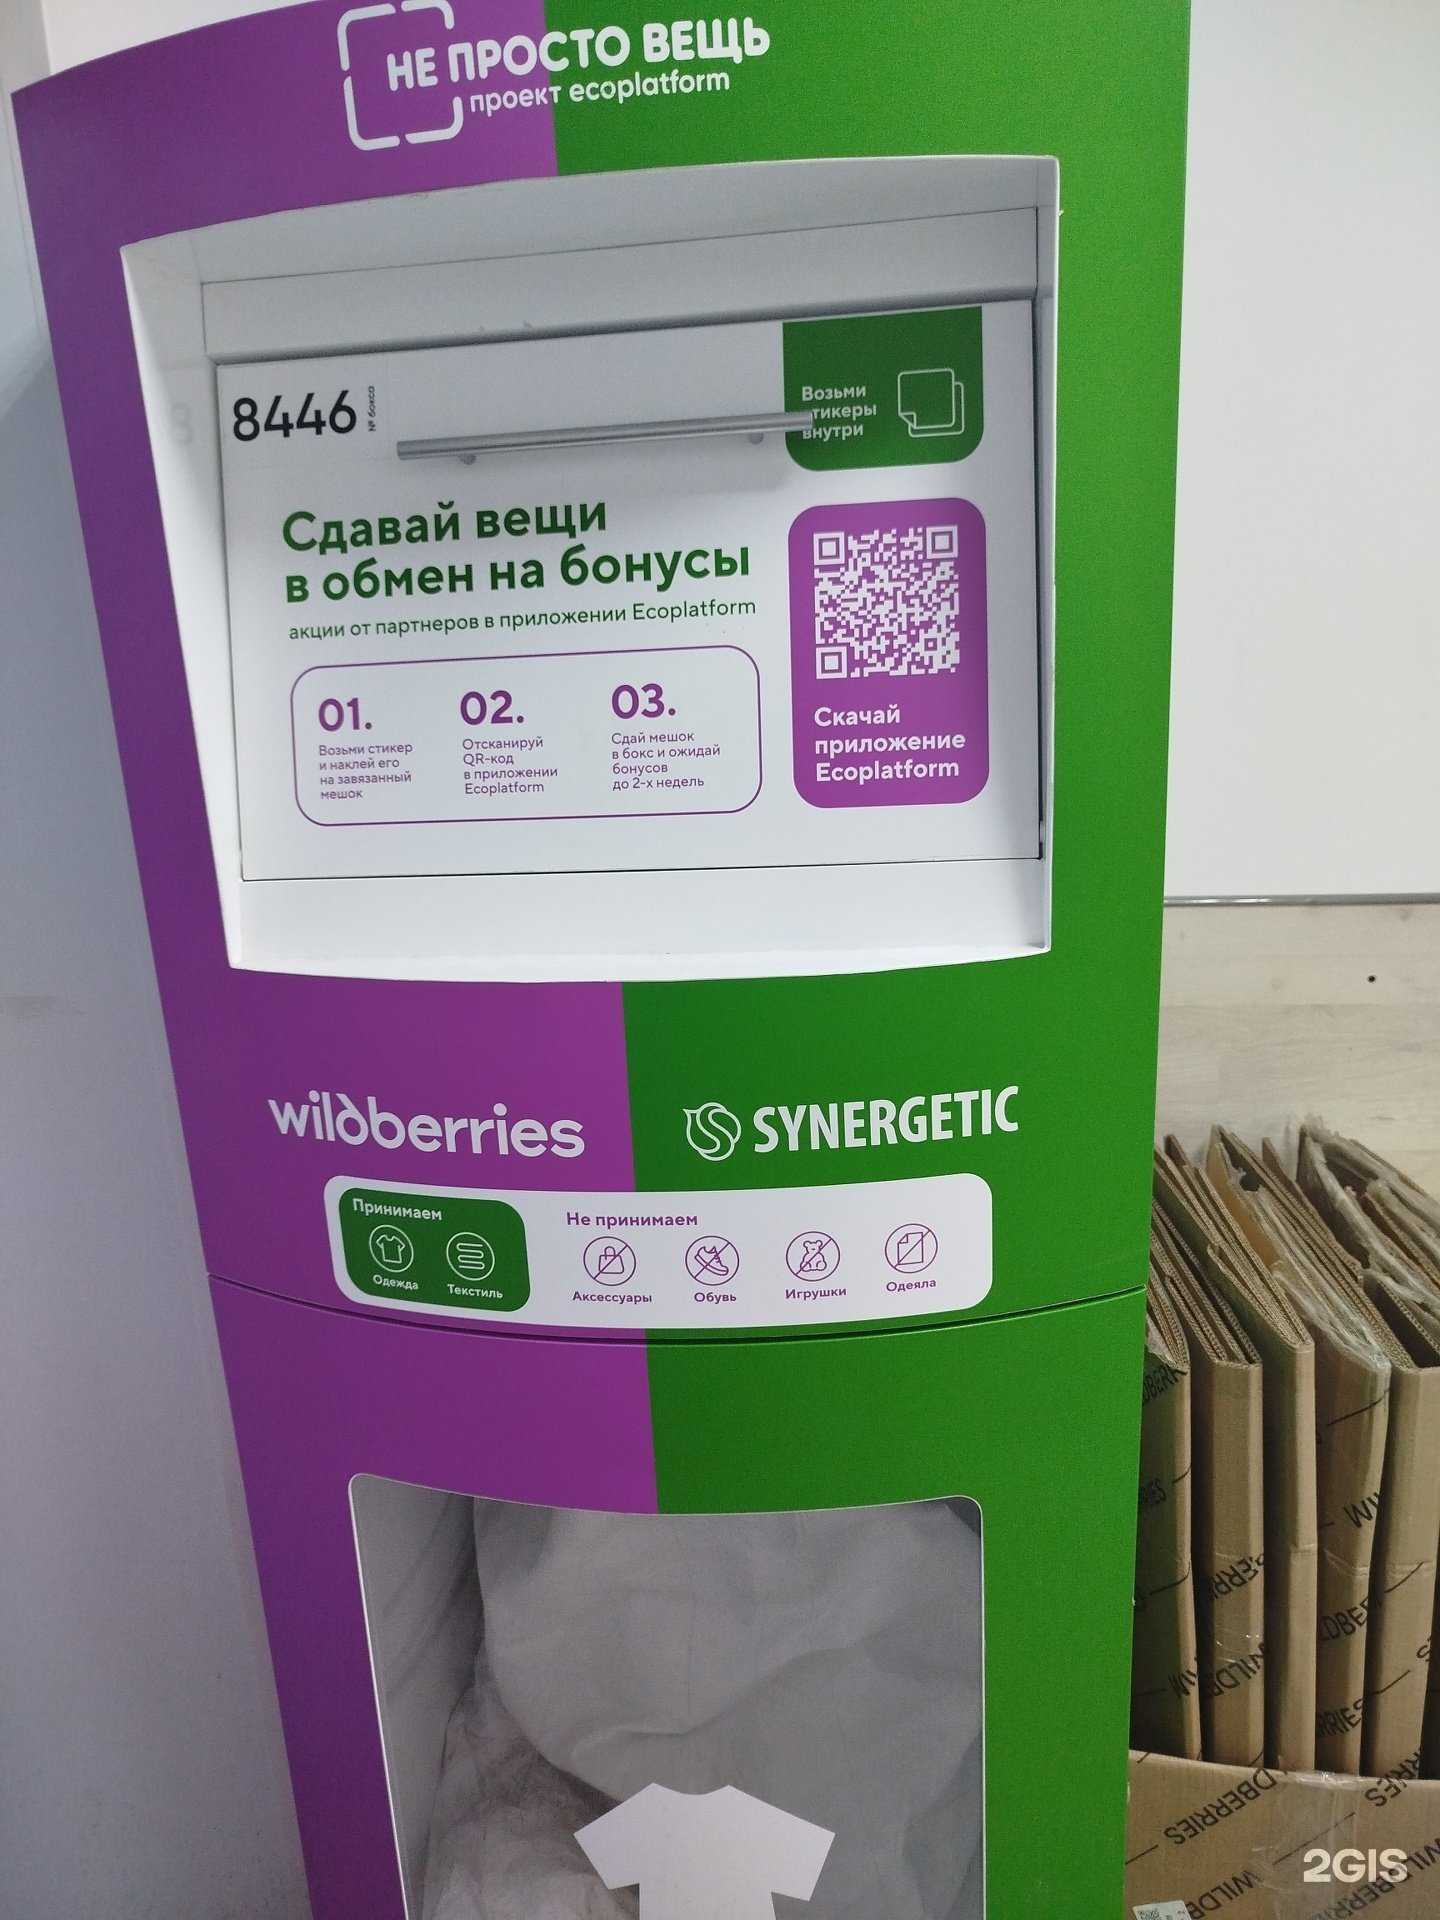 НЕ ПРОСТО ВЕЩЬ
проект ecoplatform
8446
№ бокса
Возьми
стикеры
внутри
Сдавай вещи
в обмен на бонусы
акции от партнеров в приложении Ecoplatform
01.
Возьми стикер
и наклей его
на завязанный
мешок
02.
Отсканируй
QR-код
в приложении
Ecoplatform
03.
Сдай мешок
в бокс и ожидай
бонусов
до 2-х недель
Скачай
приложение
Ecoplatform
wildberries
SYNERGETIC
Принимаем
Одежда
Текстиль
Не принимаем
Аксессуары
Обувь
Игрушки
Одеяла
WILDBERRIES
2GIS